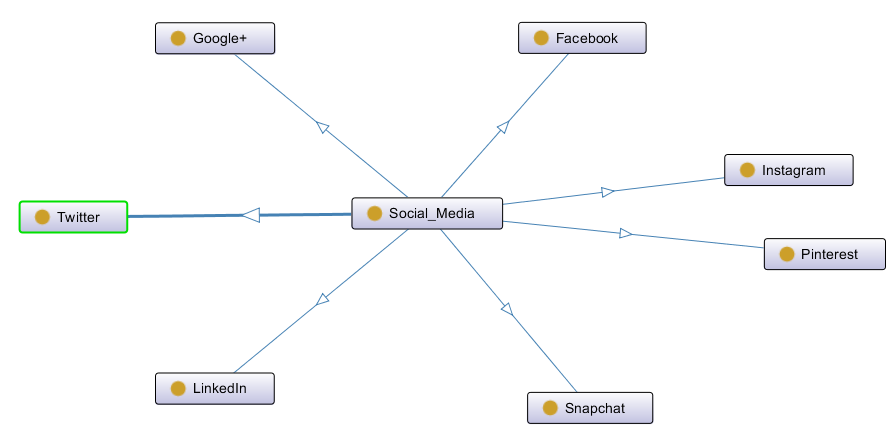 Google+
Facebook
Instagram
Twitter
Social_Media
Pinterest
LinkedIn
Snapchat